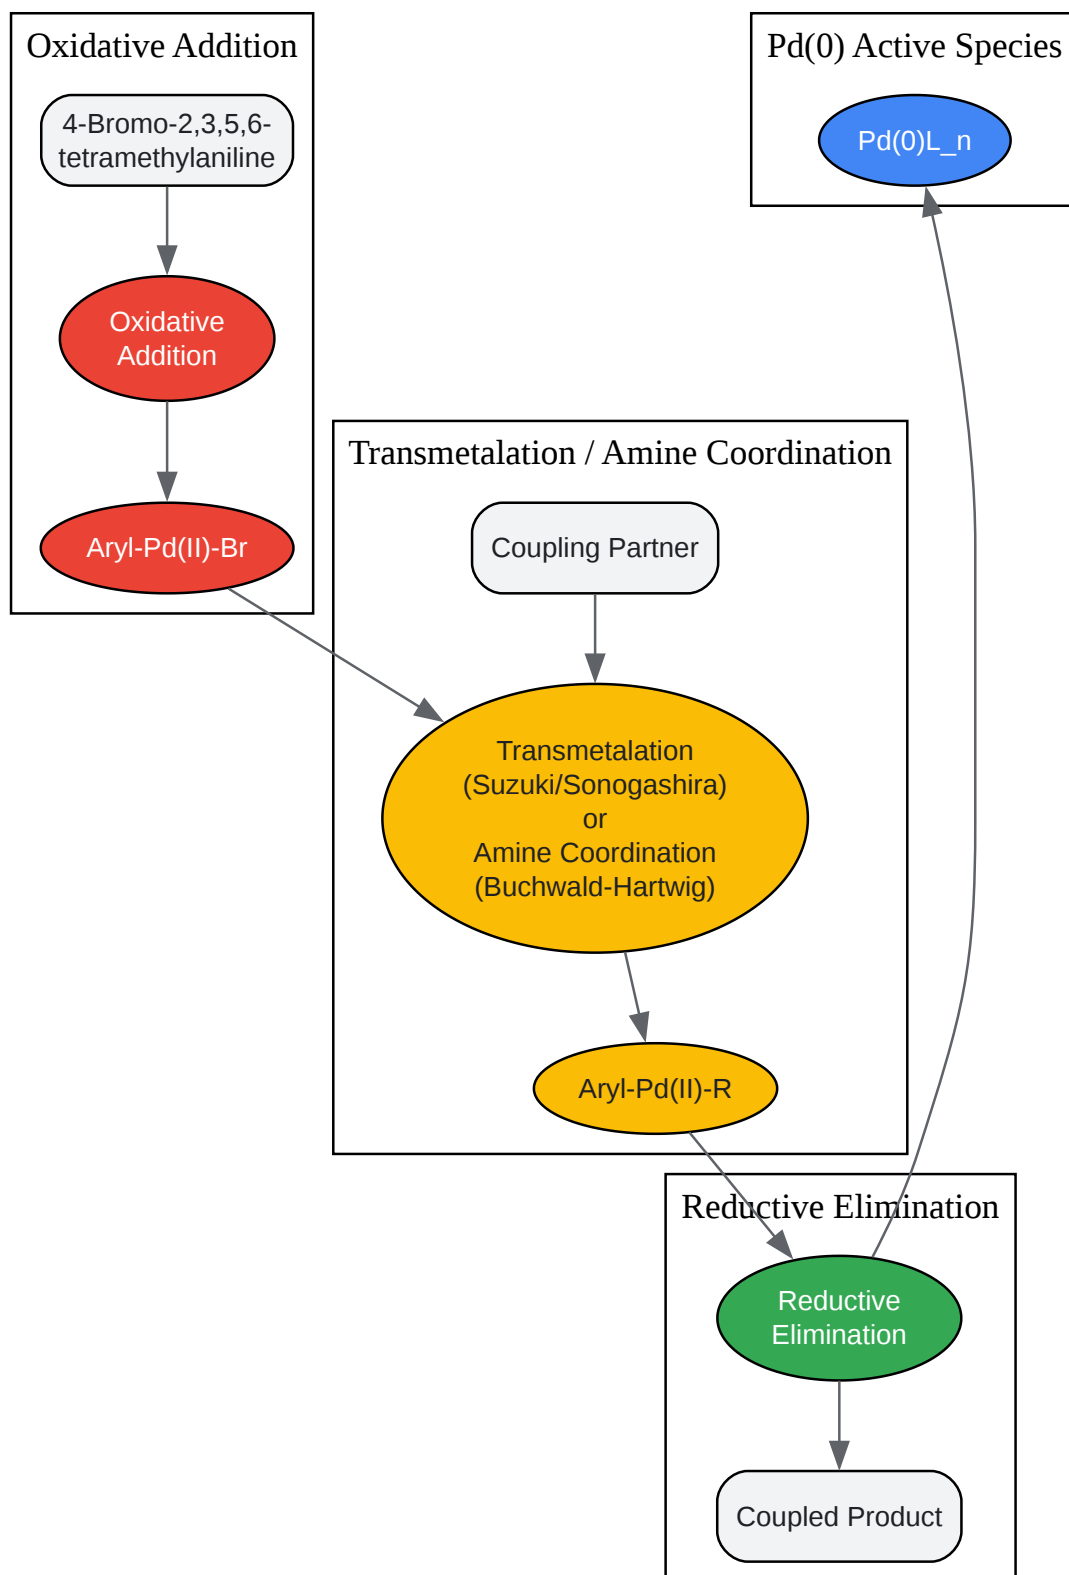 Oxidative Addition
4-Bromo-2,3,5,6-
tetramethylaniline
Oxidative
Addition
Aryl-Pd(II)-Br
Pd(0) Active Species
Pd(0)L_n
Transmetalation / Amine Coordination
Coupling Partner
Transmetalation
(Suzuki/Sonogashira)
or
Amine Coordination
(Buchwald-Hartwig)
Aryl-Pd(II)-R
Reductive Elimination
Reductive
Elimination
Coupled Product